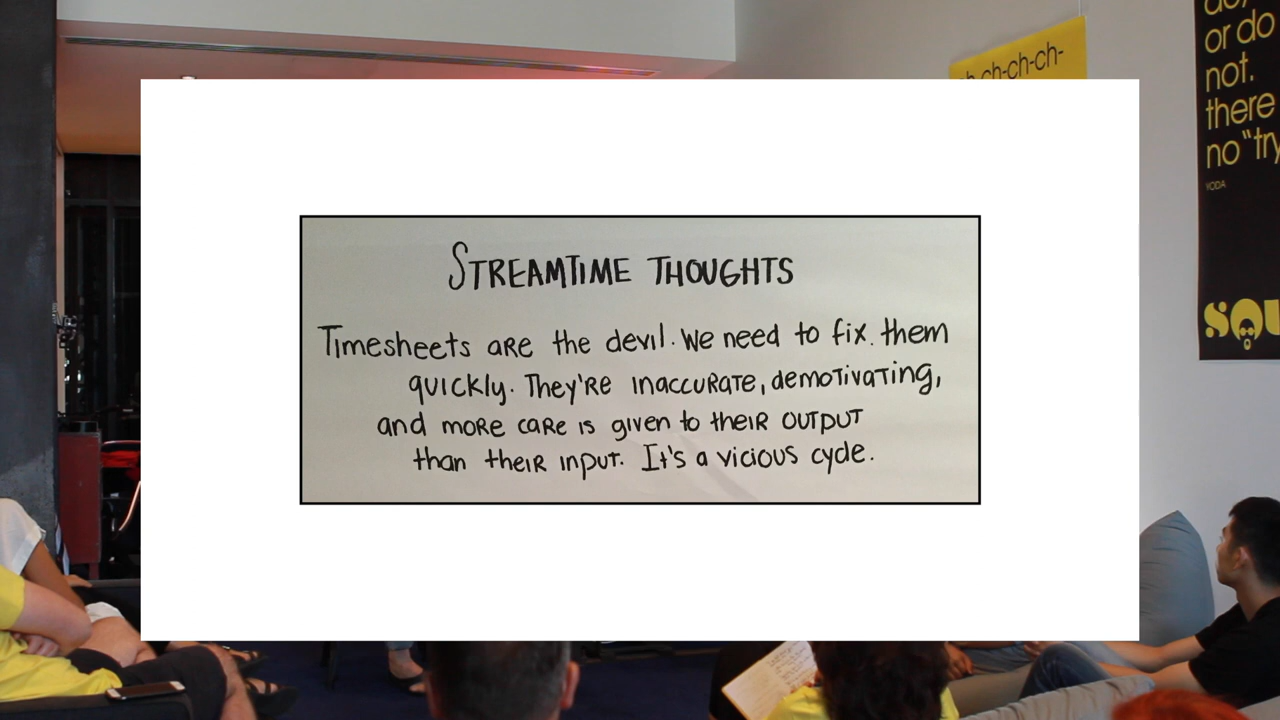 ch-ch-ch-
or do
not.
there
no "try
YODA
STREAMTIME THOUGHTS
Timesheets are the devil. We need to fix them
quickly. They're inaccurate, demotivating,
and more care is given to their output
than their input. It's a vicious cycle.